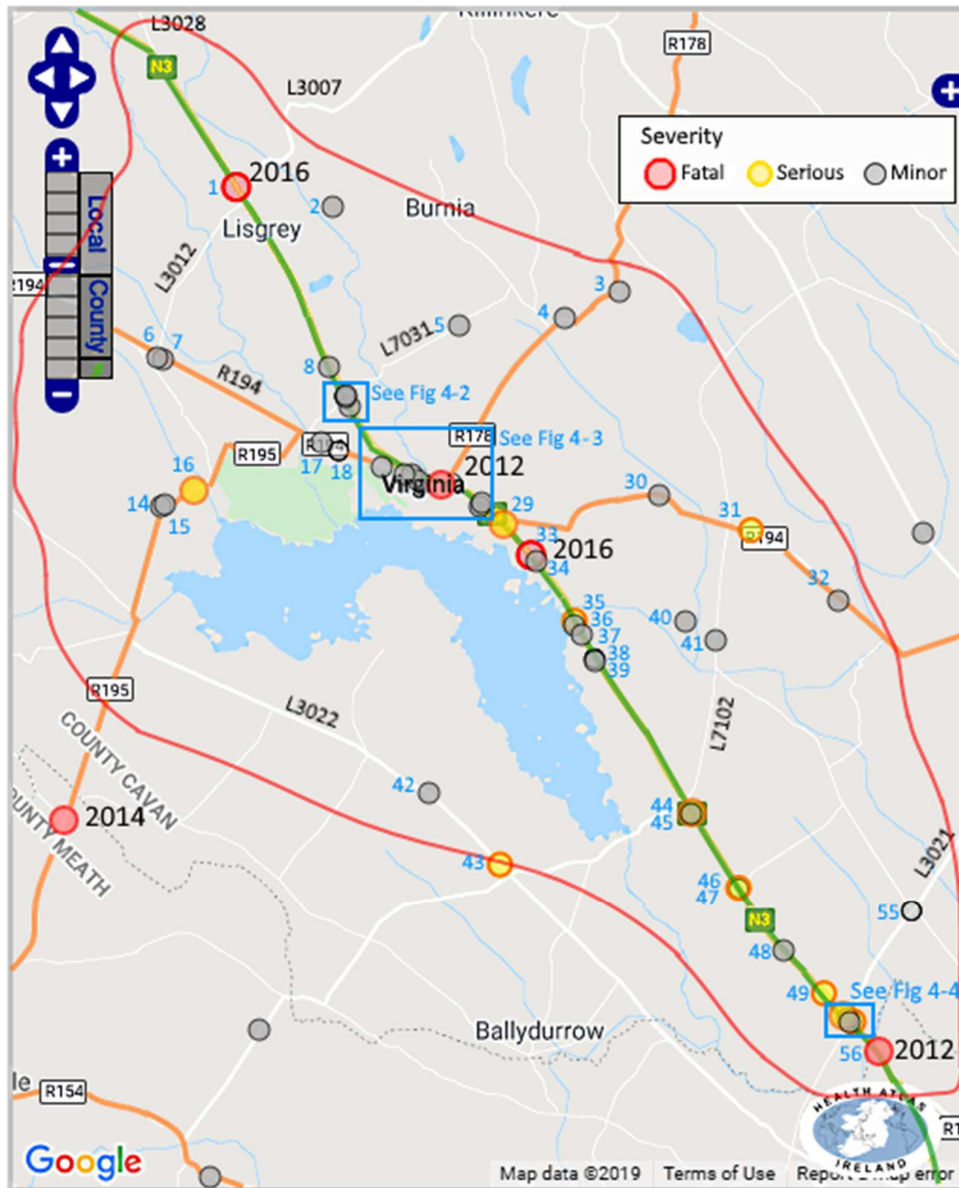 Killinkere
L3028
R178
N3
L3007
Severity
Fatal
Serious
Minor
2016
1
2
Burnia
Lisgrey
Local
County
L3012
R194
3
4
5
L7031
6
7
8
R194
See Fig 4-2
R178
See Fig 4-3
R195
R194
17
18
16
2012
Virginia
14
15
29
30
31
R194
33
2016
34
32
35
36
37
38
39
40
41
R195
L3022
L7102
COUNTY CAVAN
COUNTY MEATH
42
2014
44
45
43
46
47
L3021
N3
55
48
49
See Fig 4-4
Ballydurrow
56
2012
R154
HEALTH ATLAS
IRELAND
Google
Map data ©2019
Terms of Use